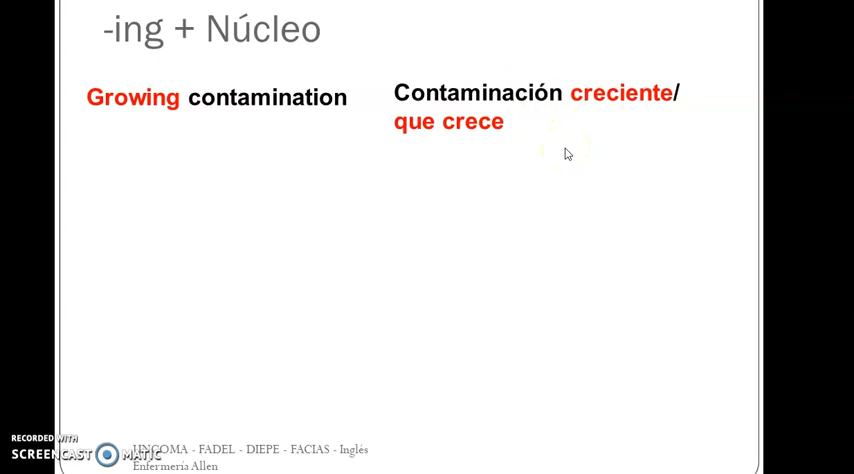 -ing + Núcleo
Growing contamination
Contaminación creciente/
que crece
RECORDED WITH
SCREENCAST MATIC
UNCOMA - FADEL - DIEPE - FACIAS - Inglés
Enfermería Allen